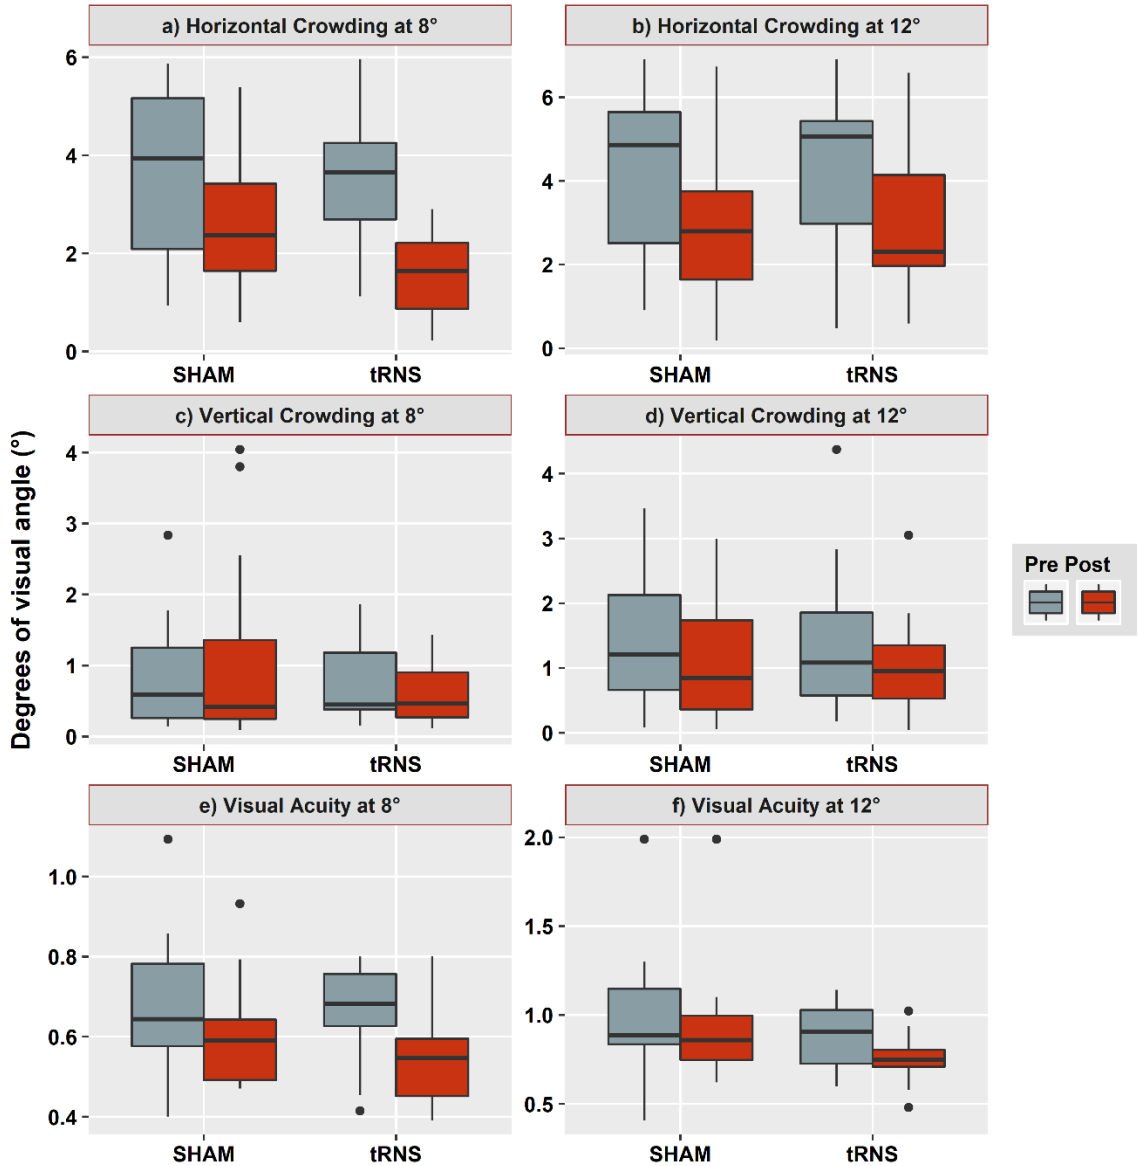 a) Horizontal Crowding at 8°
b) Horizontal Crowding at 12°
6
4
2
0
6
4
2
0
SHAM
tRNS
SHAM
tRNS
c) Vertical Crowding at 8°
d) Vertical Crowding at 12°
4
3
2
1
0
4
3
2
1
0
SHAM
tRNS
SHAM
tRNS
e) Visual Acuity at 8°
f) Visual Acuity at 12°
1.0
0.8
0.6
0.4
2.0
1.5
1.0
0.5
SHAM
tRNS
SHAM
tRNS
Degrees of visual angle (°)
Pre Post